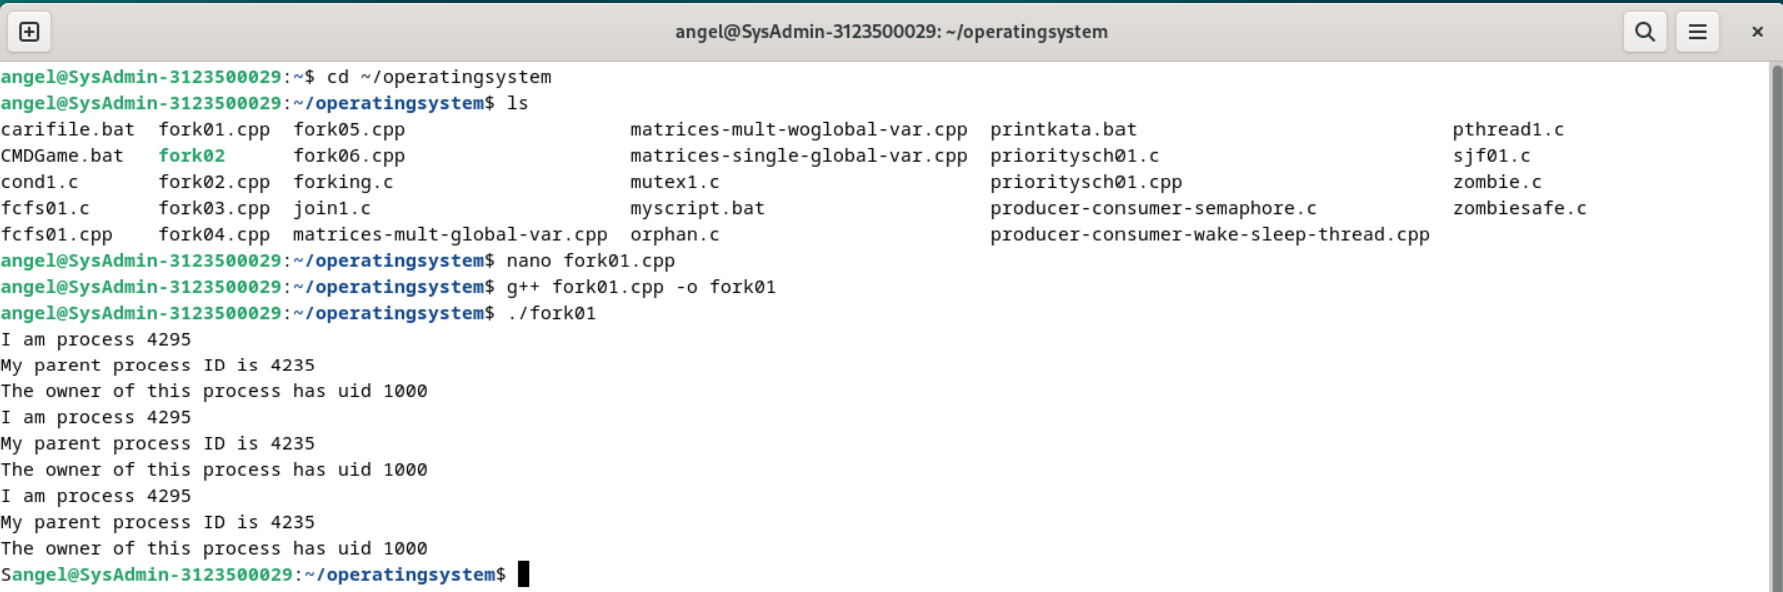 angel@SysAdmin-3123500029: ~/operatingsystem
angel@SysAdmin-3123500029:~$ cd ~/operatingsystem
angel@SysAdmin-3123500029:~/operatingsystem$ ls
carifile.bat  fork01.cpp  fork05.cpp                    matrices-mult-woglobal-var.cpp  printkata.bat                            pthread1.c
CMDGame.bat   fork02      fork06.cpp                    matrices-single-global-var.cpp  prioritysch01.c                          sjf01.c
cond1.c       fork02.cpp  forking.c                     mutex1.c                        prioritysch01.cpp                        zombie.c
fcfs01.c      fork03.cpp  join1.c                       myscript.bat                    producer-consumer-semaphore.c            zombiesafe.c
fcfs01.cpp    fork04.cpp  matrices-mult-global-var.cpp  orphan.c                        producer-consumer-wake-sleep-thread.cpp
angel@SysAdmin-3123500029:~/operatingsystem$ nano fork01.cpp
angel@SysAdmin-3123500029:~/operatingsystem$ g++ fork01.cpp -o fork01
angel@SysAdmin-3123500029:~/operatingsystem$ ./fork01
I am process 4295
My parent process ID is 4235
The owner of this process has uid 1000
I am process 4295
My parent process ID is 4235
The owner of this process has uid 1000
I am process 4295
My parent process ID is 4235
The owner of this process has uid 1000
Sangel@SysAdmin-3123500029:~/operatingsystem$